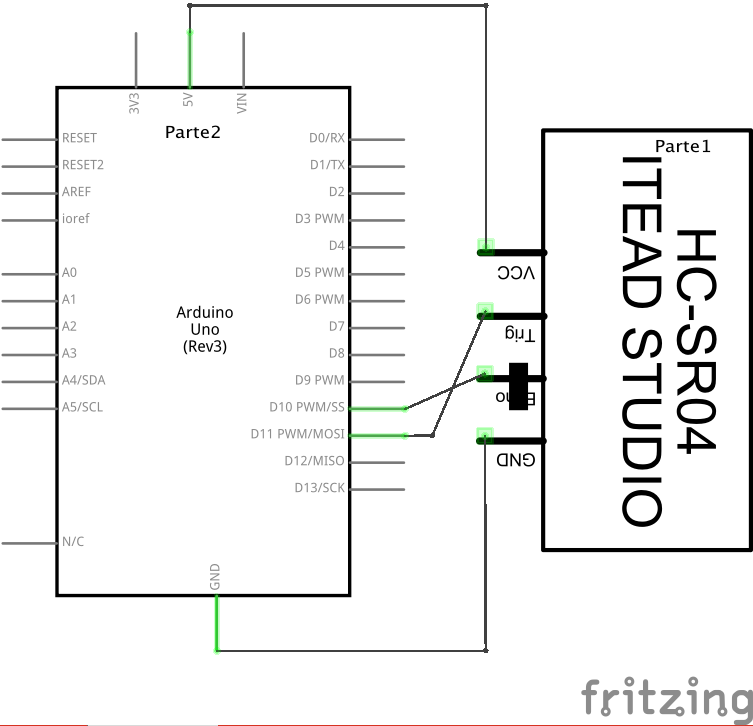 3V3
5V
VIN
Parte2
RESET
RESET2
AREF
ioref
A0
A1
A2
A3
A4/SDA
A5/SCL
N/C
Arduino
Uno
(Rev3)
D0/RX
D1/TX
D2
D3 PWM
D4
D5 PWM
D6 PWM
D7
D8
D9 PWM
D10 PWM/SS
D11 PWM/MOSI
D12/MISO
D13/SCK
GND
Parte1
VCC
Trig
GND
HC-SR04
ITEAD STUDIO
fritzing